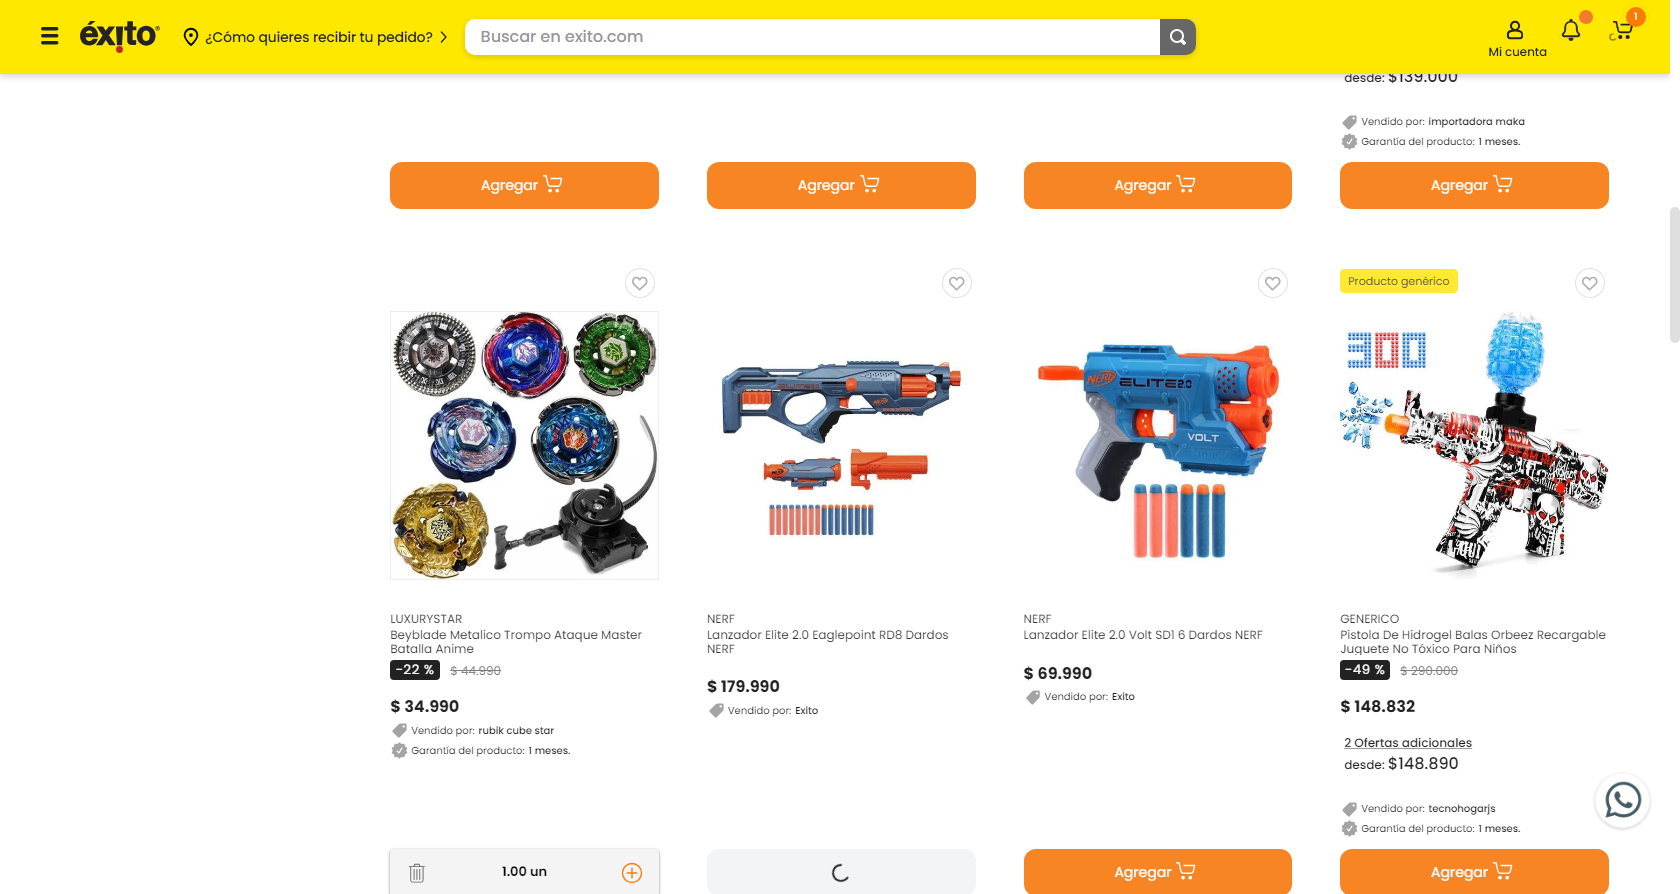 éxito
¿Cómo quieres recibir tu pedido?
Buscar en exito.com
Mi cuenta
1
desde: $139.000
Vendido por: importadora maka
Garantía del producto: 1 meses.
Agregar
Agregar
Agregar
Agregar
LUXURYSTAR
Beyblade Metalico Trompo Ataque Master
Batalla Anime
-22 %
$ 44.990
$ 34.990
Vendido por: rubik cube star
Garantía del producto: 1 meses.
1.00 un
NERF
Lanzador Elite 2.0 Eaglepoint RD8 Dardos
NERF
$ 179.990
Vendido por: Exito
NERF
ELITE 2.0
VOLT
NERF
Lanzador Elite 2.0 Volt SD1 6 Dardos NERF
$ 69.990
Vendido por: Exito
Agregar
Producto genérico
300
GENERICO
Pistola De Hidrogel Balas Orbeez Recargable
Juguete No Tóxico Para Niños
-49 %
$ 290.000
$ 148.832
2 Ofertas adicionales
desde: $148.890
Vendido por: tecnohogarjs
Garantía del producto: 1 meses.
Agregar